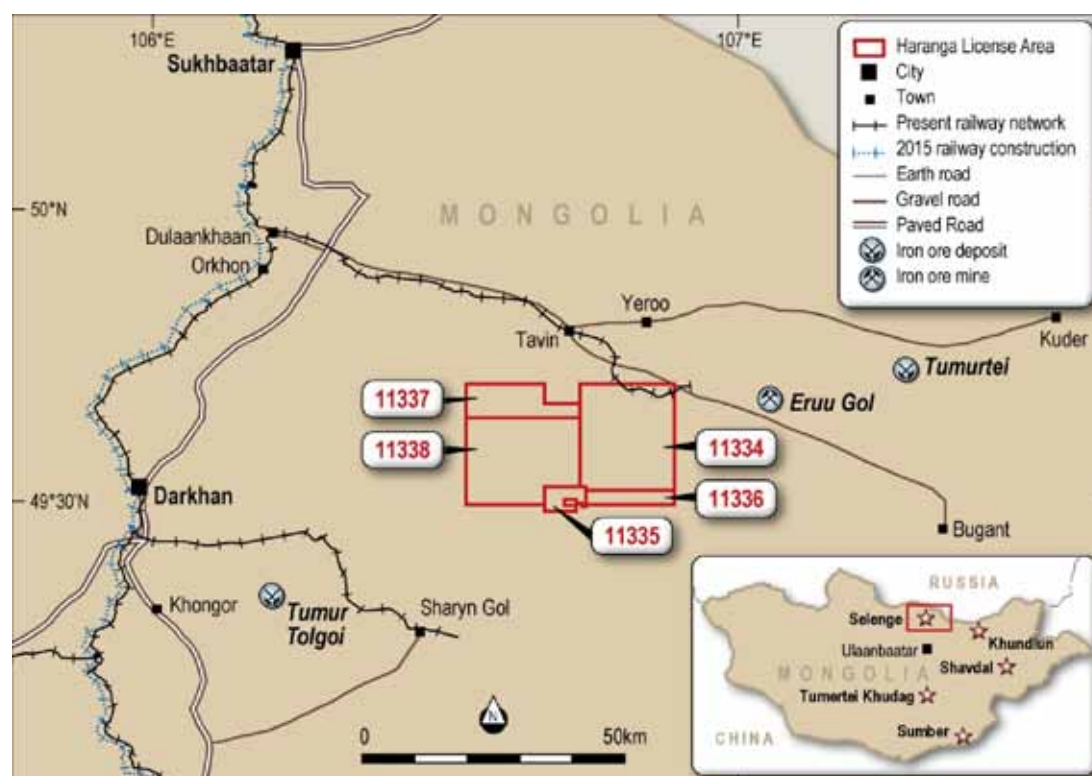 106°E
107°E
Sukhbaatar
50°N
MONGOLIA
Dulaankhaan
Orkhon
Yeroo
Tavin
Kuder
Tumurtei
Eruu Gol
11337
11338
11334
11336
11335
49°30'N
Darkhan
Bugant
Khongor
Tumur
Tolgoi
Sharyn Gol
N
0
50km
Haranga License Area
City
Town
Present railway network
2015 railway construction
Earth road
Gravel road
Paved Road
Iron ore deposit
Iron ore mine
RUSSIA
Selenge
Khundlun
Ulaanbaatar
Shavdal
MONGOLIA
Tumertei Khudag
CHINA
Sumber